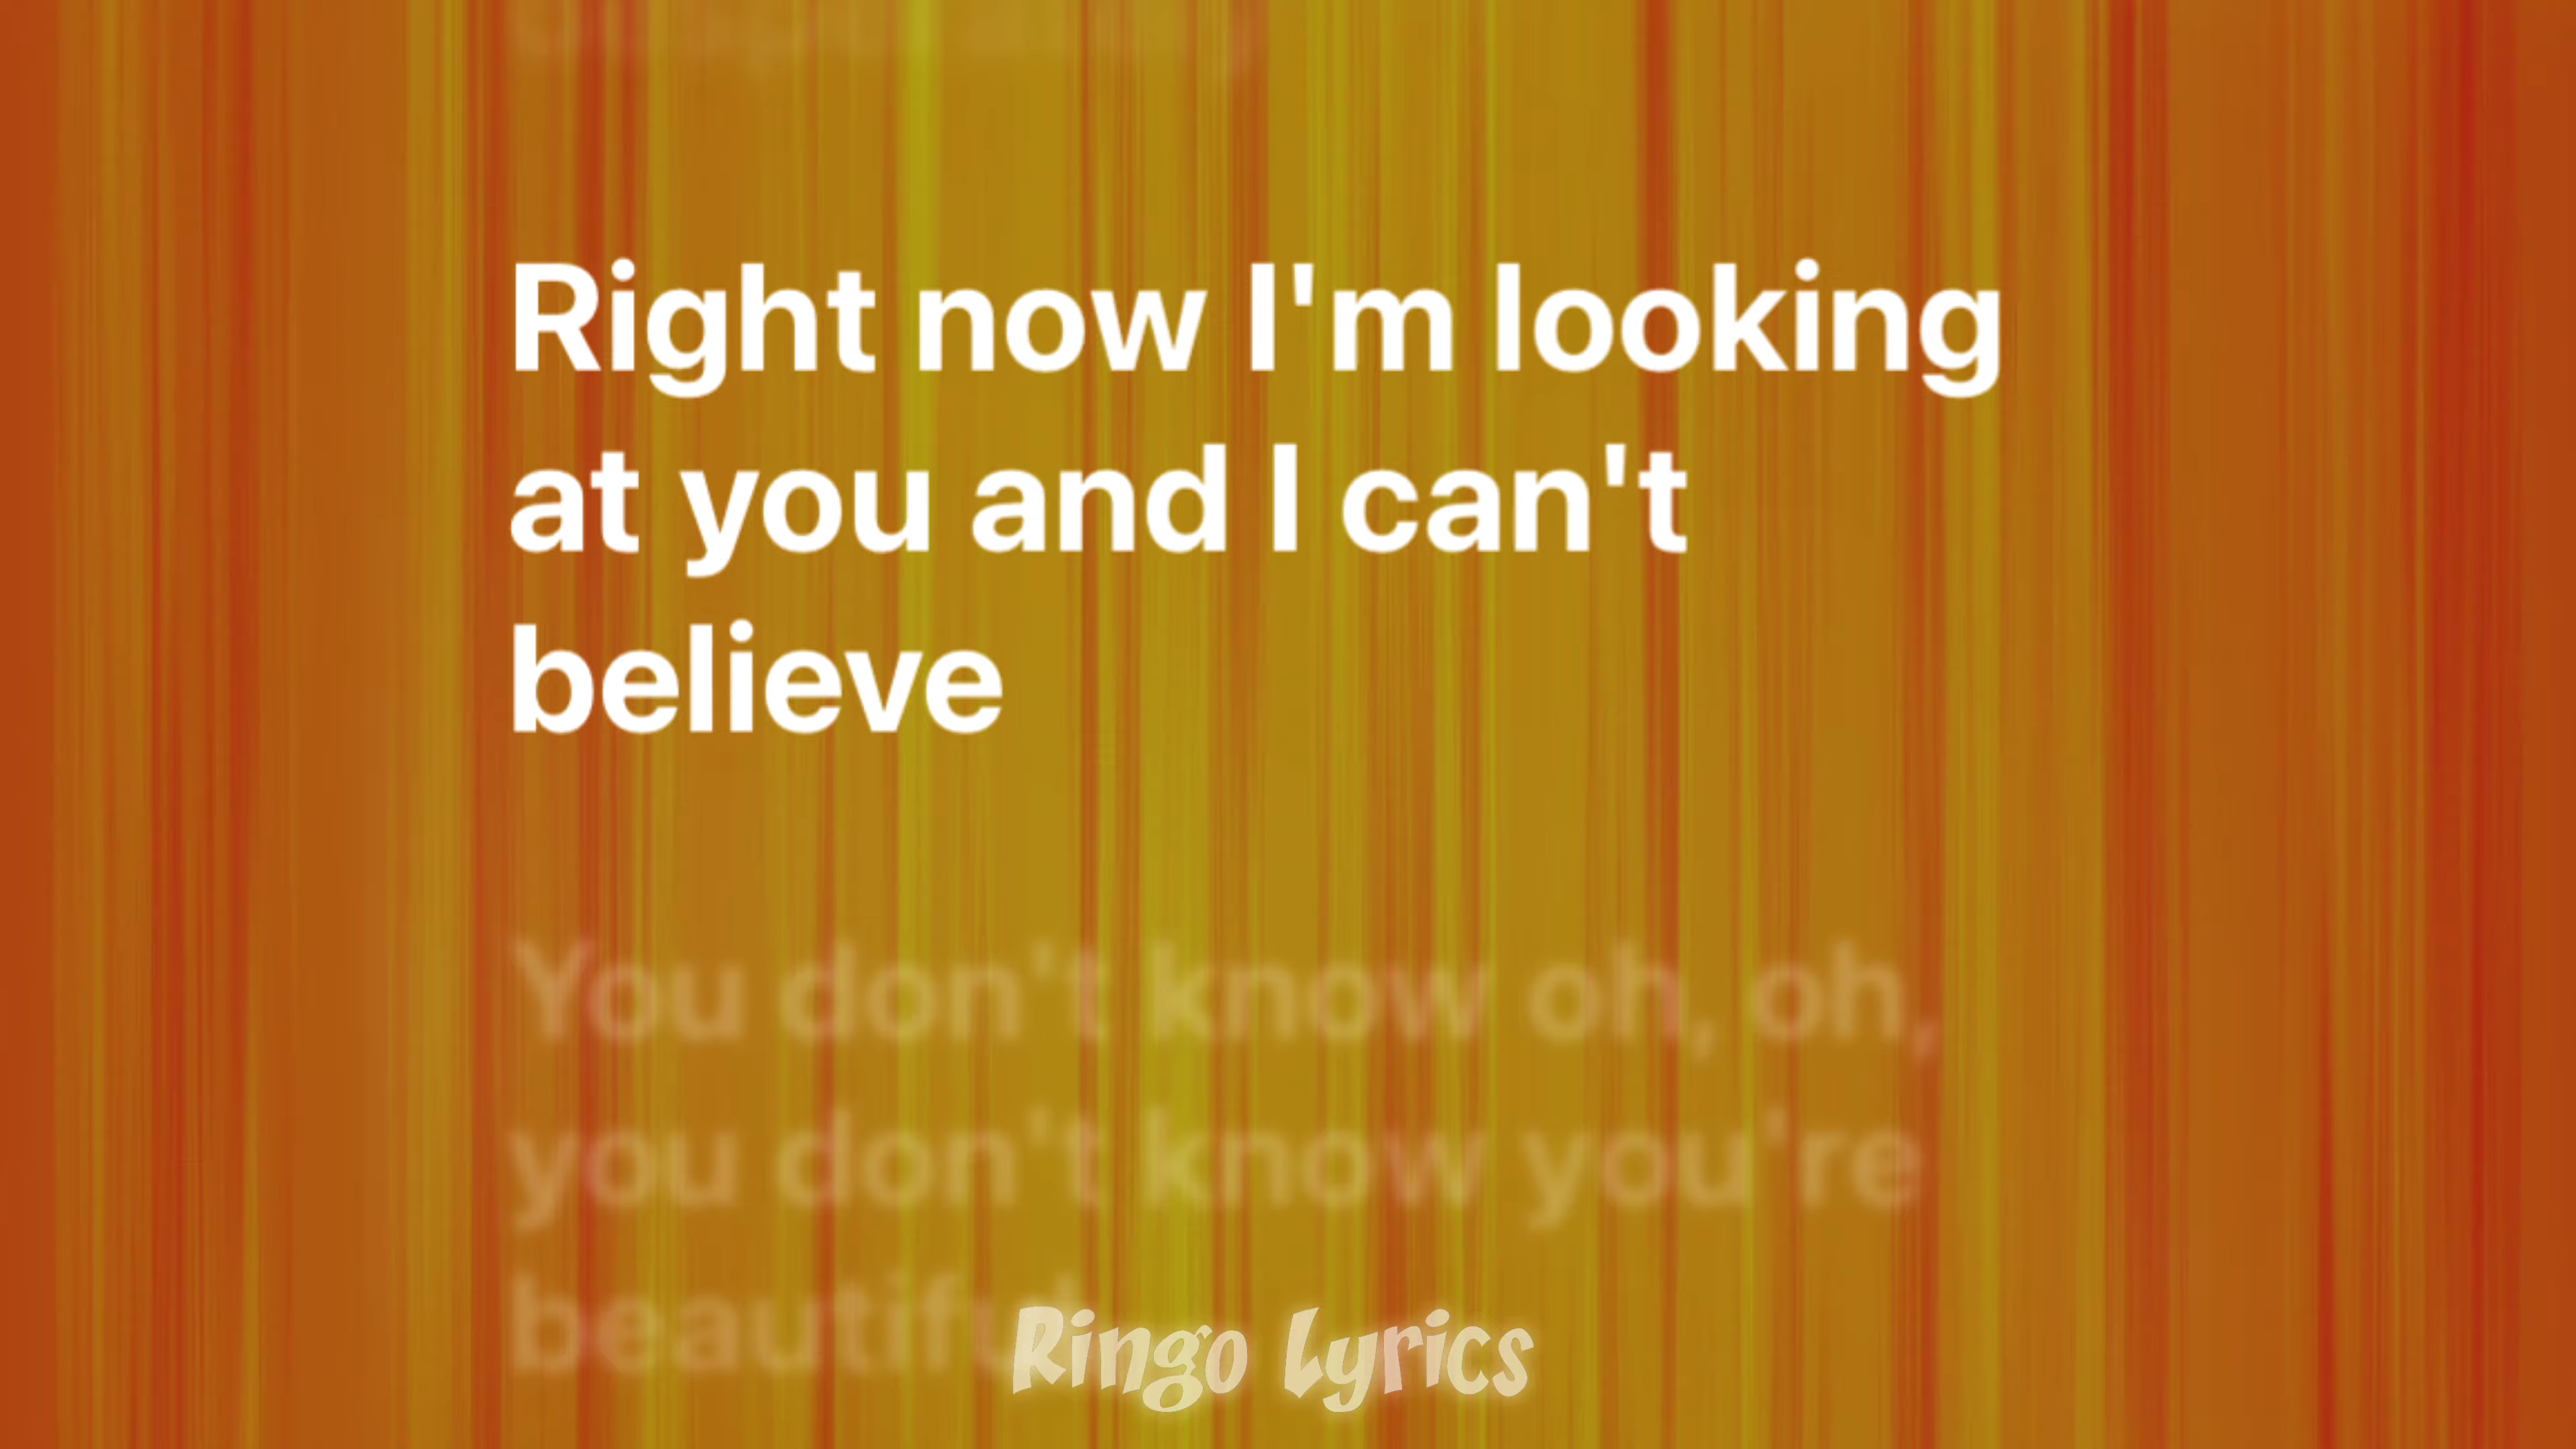 Right now I'm looking
at you and I can't
believe
You don't know oh, oh,
you don't know you're
beautiful
Ringo Lyrics